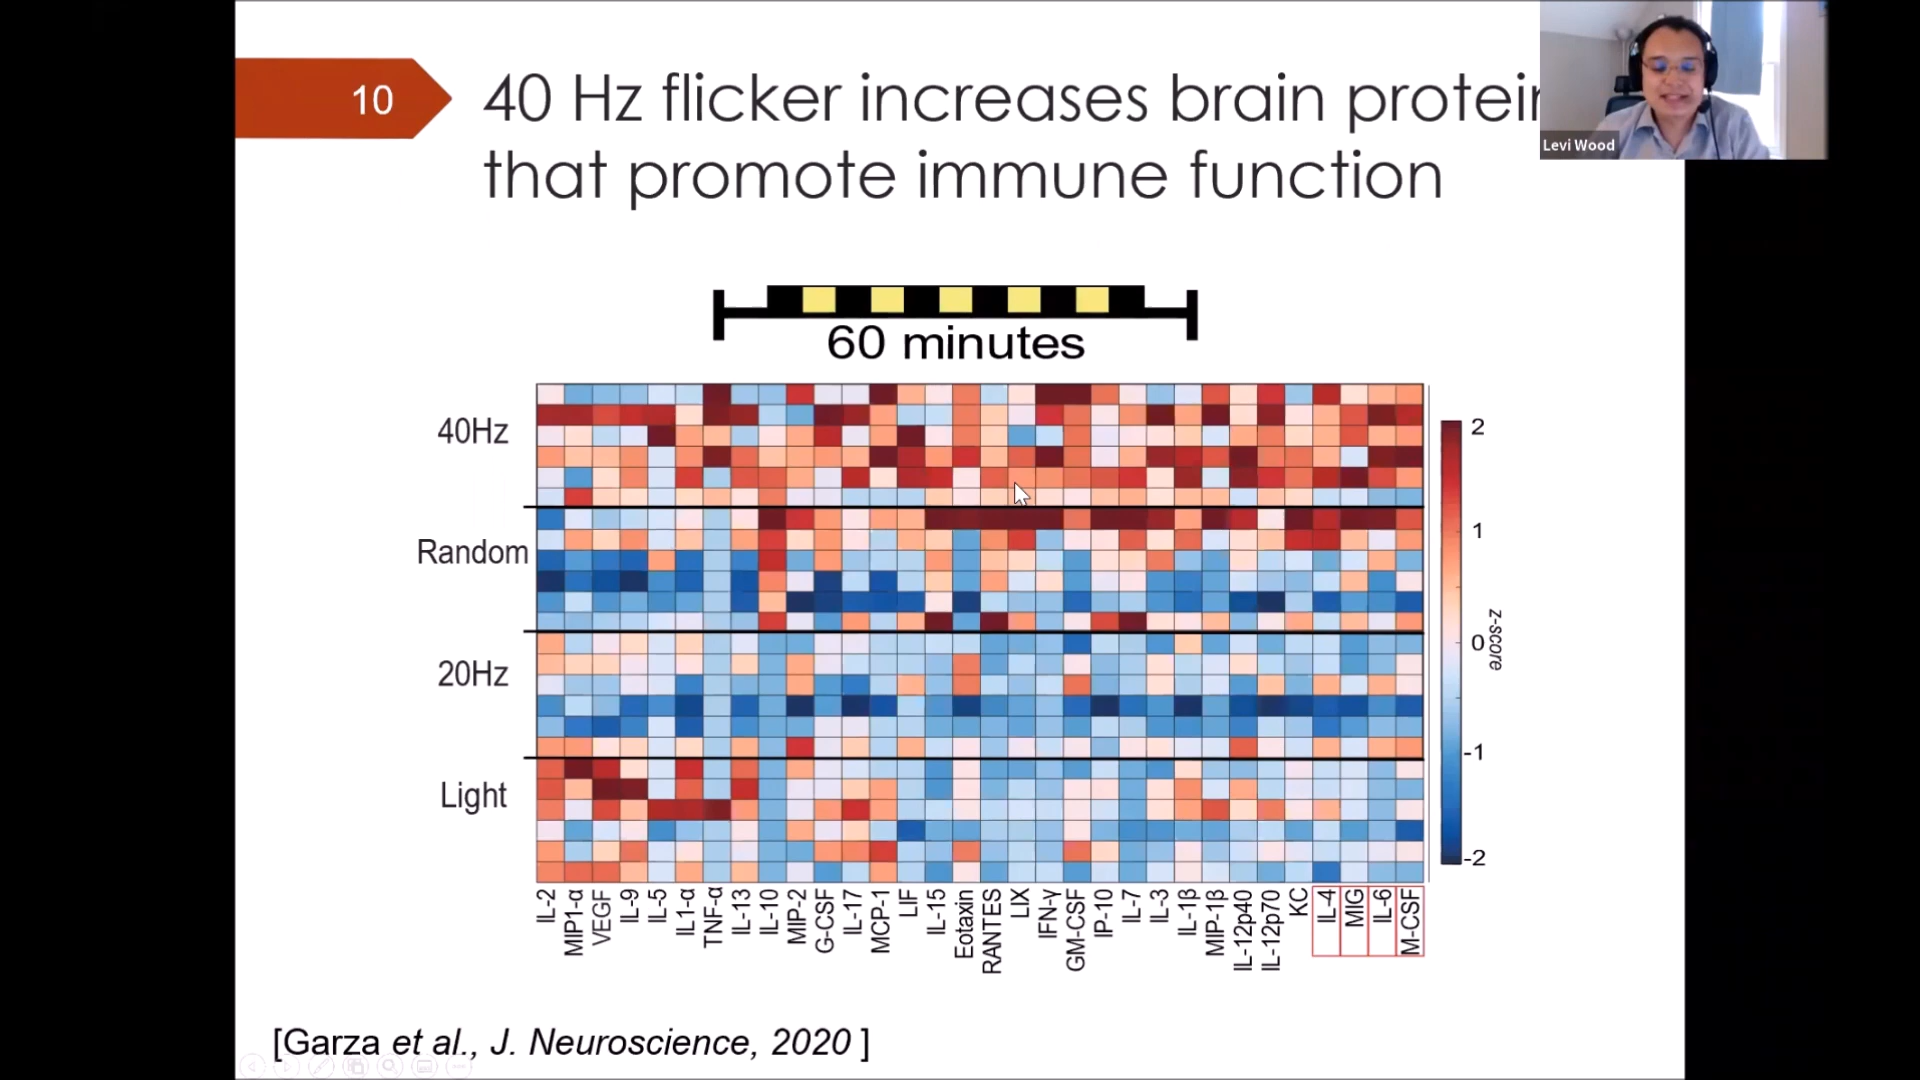 10
40 Hz flicker increases brain protein
that promote immune function
Levi Wood
60 minutes
40Hz
Random
20Hz
Light
2
1
0
-1
-2
z-score
IL-2
MIP1-α
VEGF
IL-9
IL-5
IL1-α
TNF-α
IL-13
IL-10
MIP-2
G-CSF
IL-17
MCP-1
LIF
IL-15
Eotaxin
RANTES
LIX
IFN-γ
GM-CSF
IP-10
IL-7
IL-3
IL-1β
MIP-1β
IL-12p40
IL-12p70
KC
IL-4
MIG
IL-6
M-CSF
[Garza et al., J. Neuroscience, 2020 ]